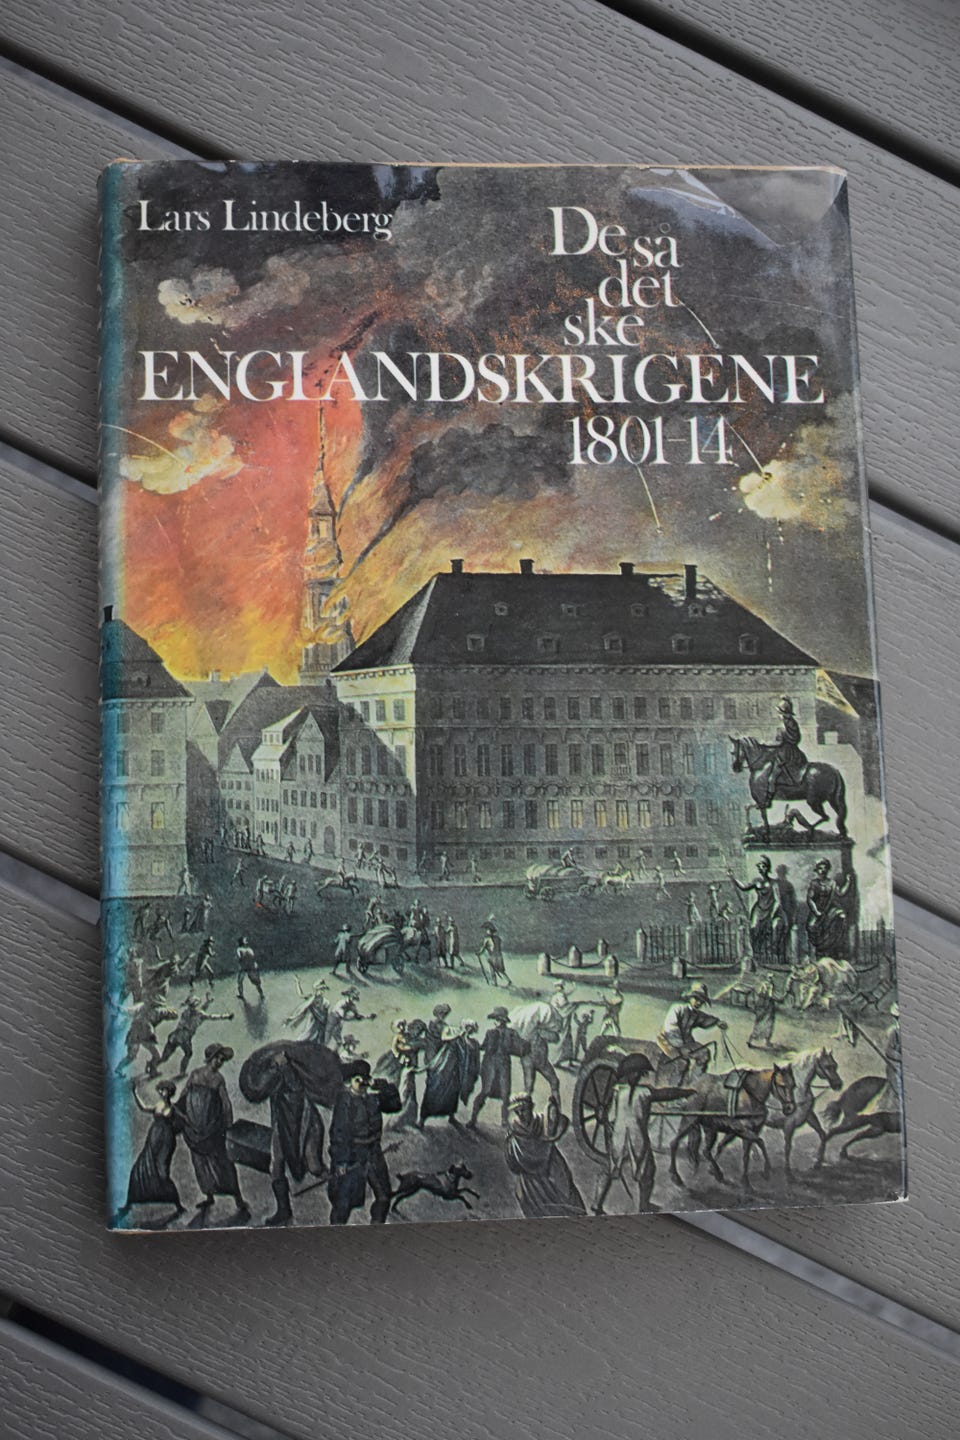 Lars Lindeberg
De så
det
ske
ENGLANDSKRIGENE
1801-14